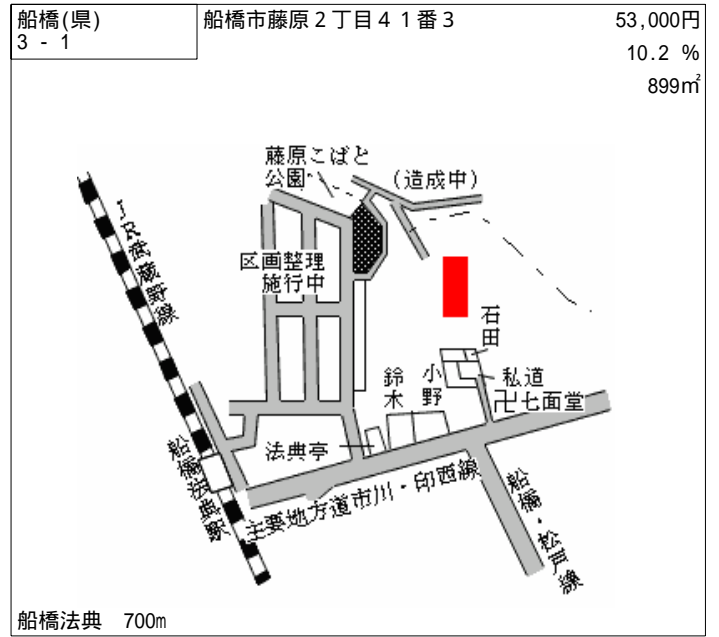 船橋(県)
3 - 1
船橋市藤原２丁目４１番３
53,000円
10.2 %
899㎡
藤原こばと
公園
(造成中)
JR武蔵野線
区画整理
施行中
石田
鈴木
小野
私道
卍七面堂
法典亭
船橋法典駅
主要地方道市川・印西線
船橋・松戸線
船橋法典　700m